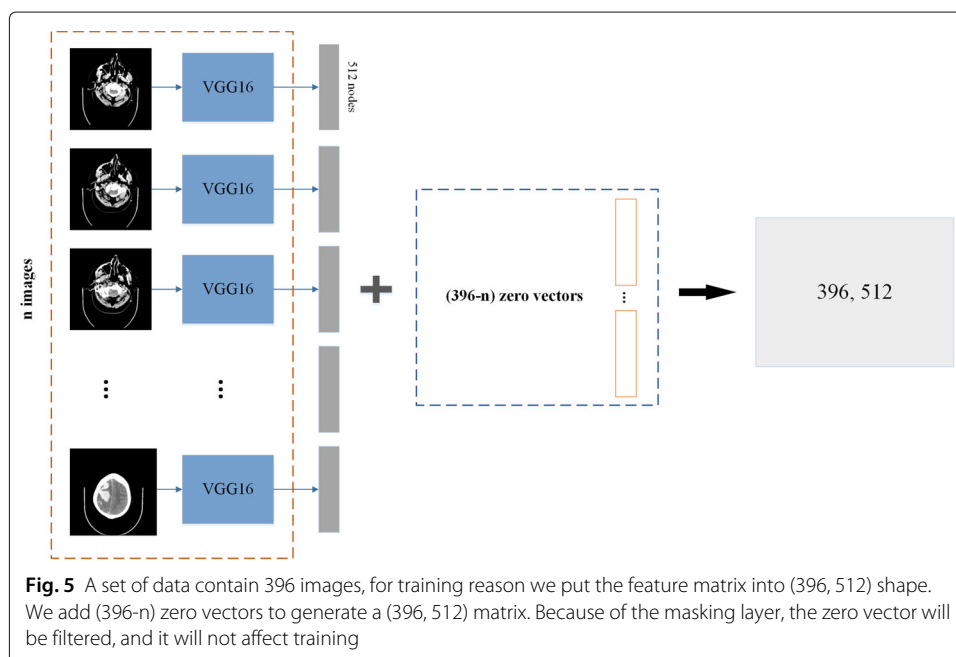 VGG16
512 nodes
VGG16
n images
VGG16
(396-n) zero vectors
...
396, 512
...
...
VGG16
Fig. 5 A set of data contain 396 images, for training reason we put the feature matrix into (396, 512) shape.
We add (396-n) zero vectors to generate a (396, 512) matrix. Because of the masking layer, the zero vector will
be filtered, and it will not affect training